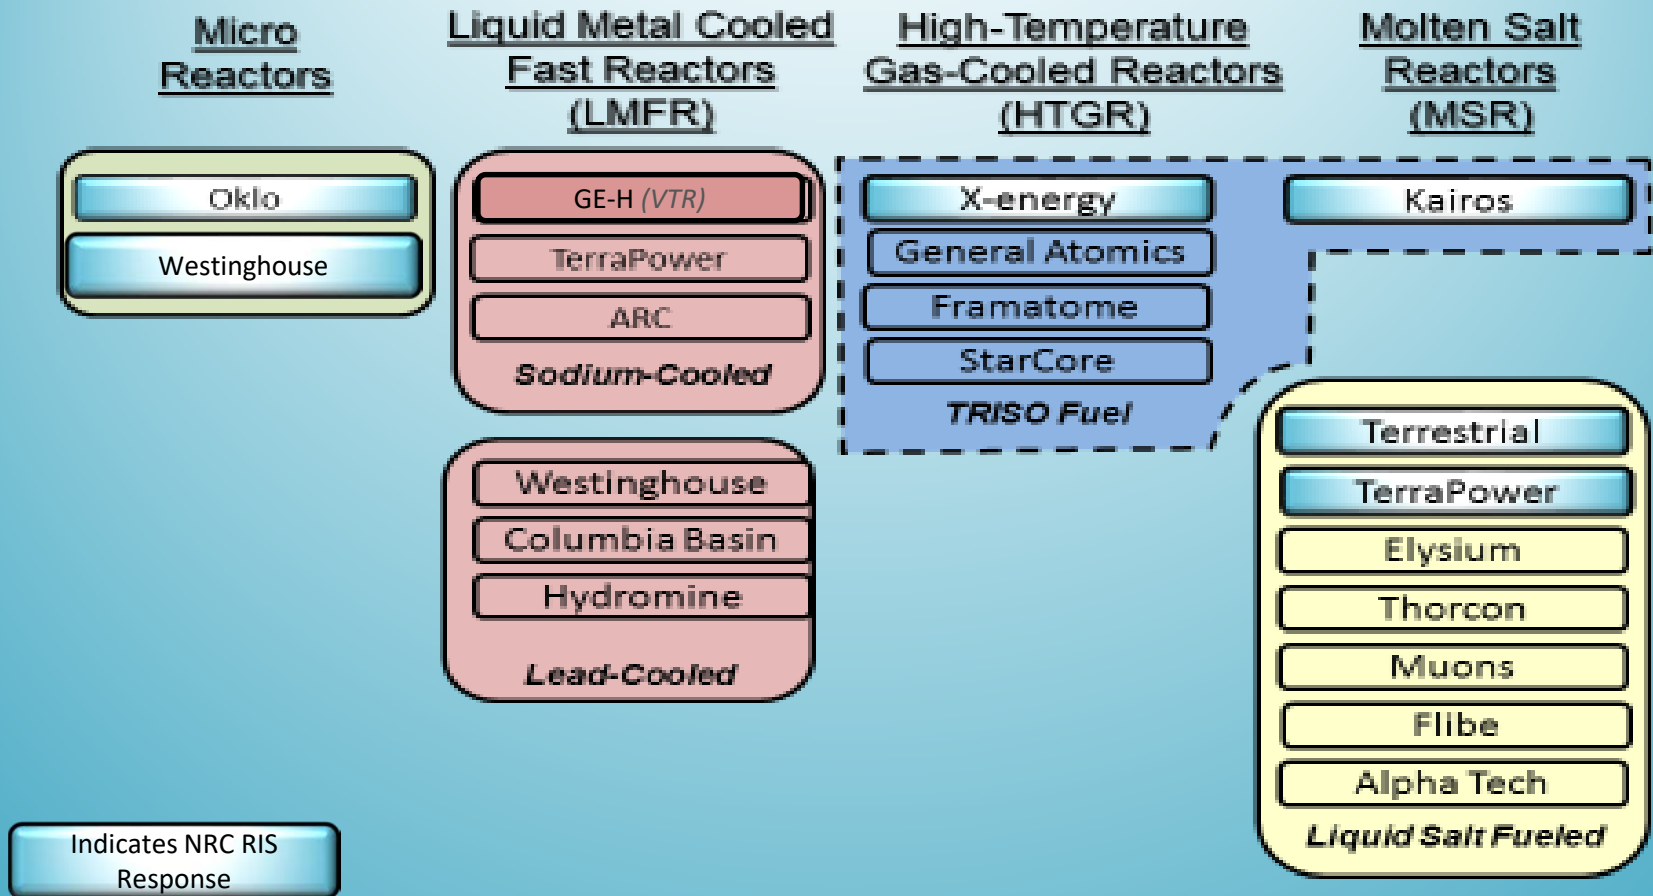 Micro
Reactors
Oklo
Westinghouse
Liquid Metal Cooled
Fast Reactors
(LMFR)
GE-H (VTR)
TerraPower
ARC
Sodium-Cooled
Westinghouse
Columbia Basin
Hydromine
Lead-Cooled
High-Temperature
Gas-Cooled Reactors
(HTGR)
X-energy
General Atomics
Framatome
StarCore
TRISO Fuel
Molten Salt
Reactors
(MSR)
Kairos
Terrestrial
TerraPower
Elysium
Thorcon
Muons
Flibe
Alpha Tech
Liquid Salt Fueled
Indicates NRC RIS
Response